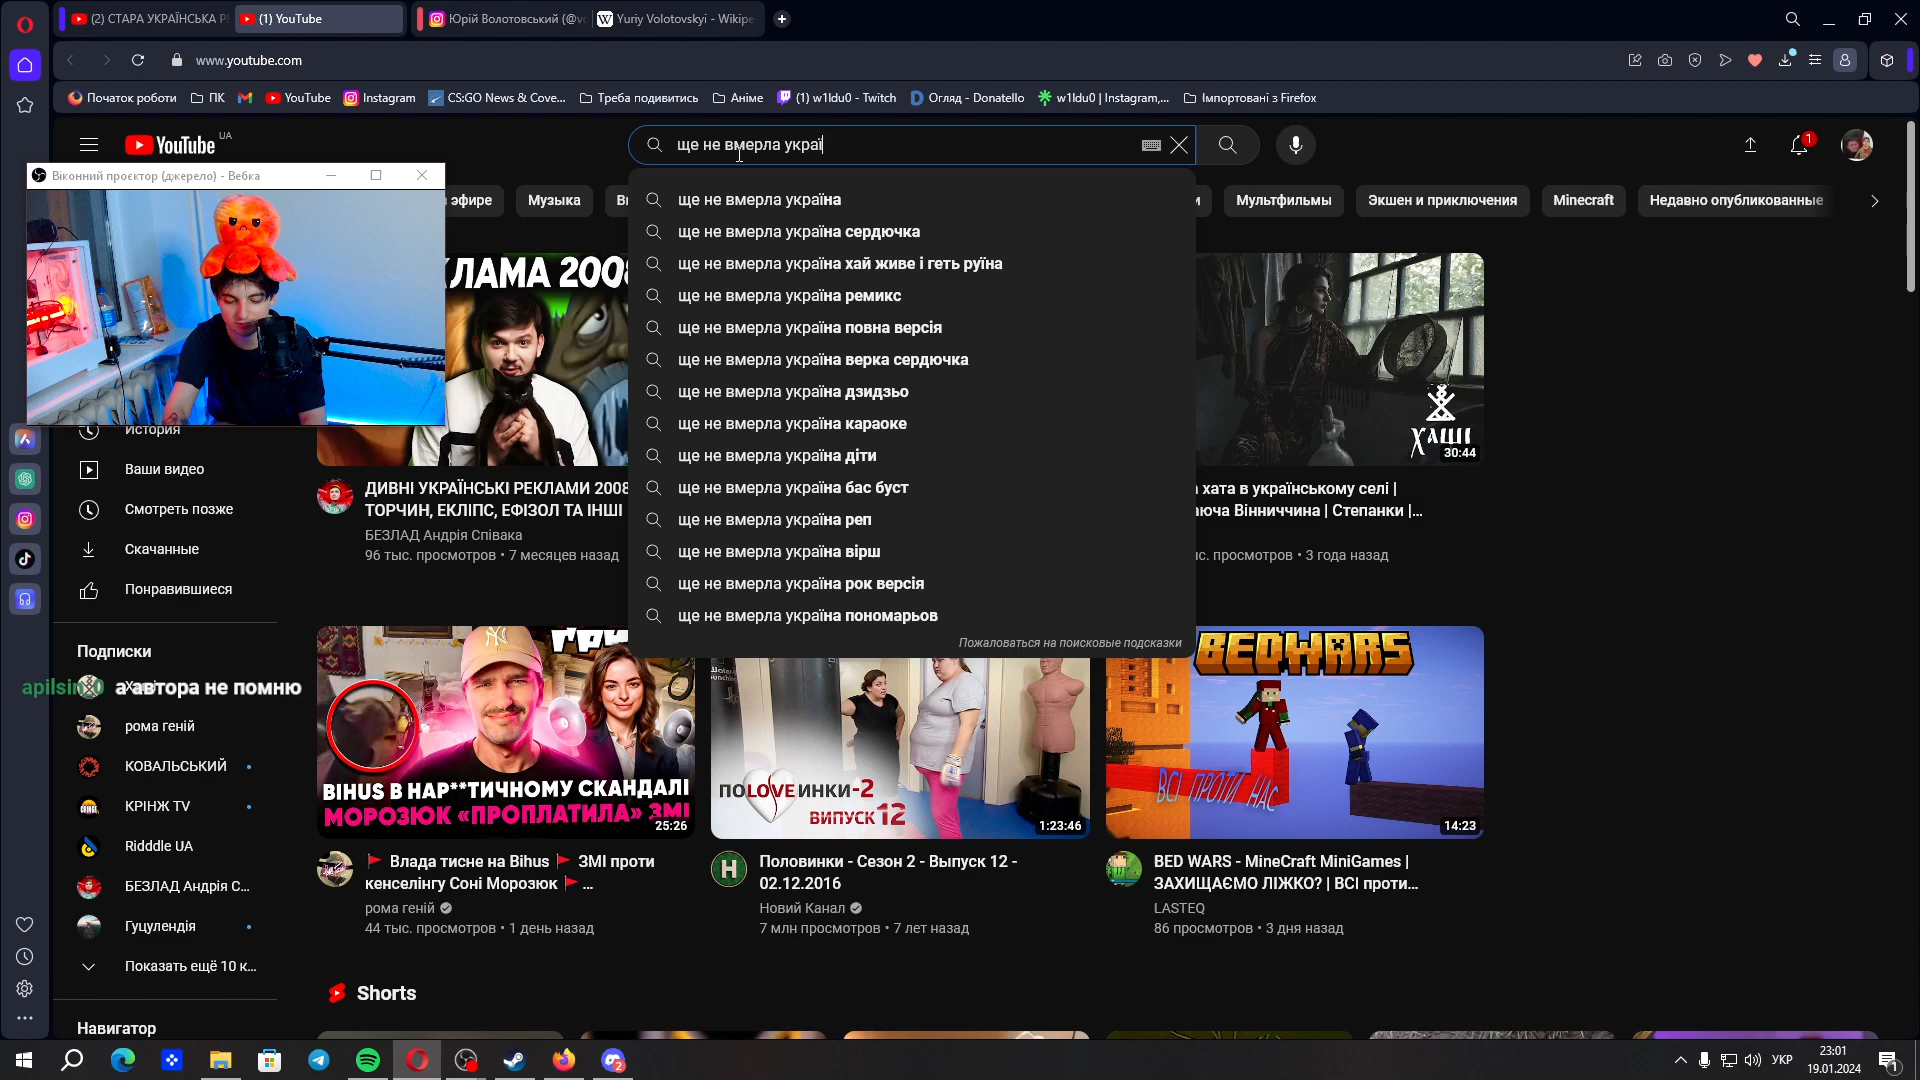 (2) СТАРА УКРАЇНСЬКА
(1) YouTube
Юрій Волотовський
Yuriy Volotovskyi - Wikipe
www.youtube.com
Початок роботи
ПК
YouTube
Instagram
CS:GO News & Cove...
Треба подивитись
Аніме
(1) w1ldu0 - Twitch
Огляд - Donatello
w1ldu0 | Instagram,...
Імпортовані з Firefox
YouTube
UA
ще не вмерла украї
1
Віконний проєктор (джерело) - Вебка
эфире
Музыка
Мультфильмы
Экшен и приключения
Minecraft
Недавно опубликованные
ще не вмерла україна
ще не вмерла україна сердючка
ще не вмерла україна хай живе і геть руїна
ще не вмерла україна ремикс
ще не вмерла україна повна версія
ще не вмерла україна верка сердючка
ще не вмерла україна дзидзьо
ще не вмерла україна караоке
ще не вмерла україна діти
ще не вмерла україна бас буст
ще не вмерла україна реп
ще не вмерла україна вірш
ще не вмерла україна рок версія
ще не вмерла україна пономарьов
Пожаловаться на поисковые подсказки
История
Ваши видео
Смотреть позже
Скачанные
Понравившиеся
Подписки
а автора не помню
рома геній
КОВАЛЬСЬКИЙ
КРІНЖ TV
Ridddle UA
БЕЗЛАД Андрія С...
Гуцулендія
Показать ещё 10 к...
Навигатор
КЛАМА 2008
ДИВНІ УКРАЇНСЬКІ РЕКЛАМИ 2008
ТОРЧИН, ЕКЛІПС, ЕФІЗОЛ ТА ІНШІ
БЕЗЛАД Андрія Співака
96 тыс. просмотров • 7 месяцев назад
ХАЩІ
30:44
хата в українському селі |
Вінниччина | Степанки |...
просмотров • 3 года назад
BIHUS В НАР**ТИЧНОМУ СКАНДАЛІ
МОРОЗЮК «ПРОПЛАТИЛА» ЗМІ
25:26
Влада тисне на Bihus ЗМІ проти
кенселінгу Соні Морозюк ...
рома геній
44 тыс. просмотров • 1 день назад
ПОLOVEИНКИ-2
ВИПУСК 12
1:23:46
Половинки - Сезон 2 - Выпуск 12 -
02.12.2016
Новий Канал
7 млн просмотров • 7 лет назад
BEDWARS
ВСІ ПРОТИ НАС
14:23
BED WARS - MineCraft MiniGames |
ЗАХИЩАЄМО ЛІЖКО? | ВСІ проти...
LASTEQ
86 просмотров • 3 дня назад
Shorts
2
УКР
23:01
19.01.2024
1